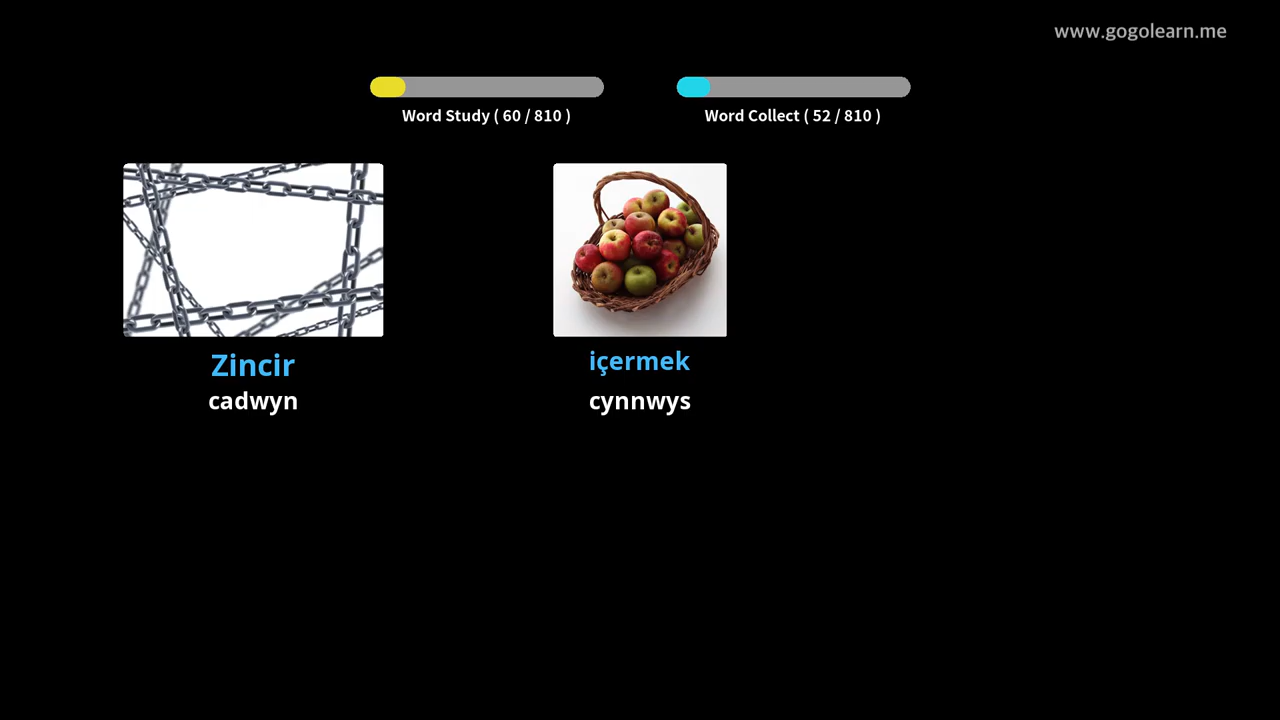 www.gogolearn.me
Word Study ( 60 / 810 )
Word Collect ( 52 / 810 )
Zincir
cadwyn
içermek
cynnwys